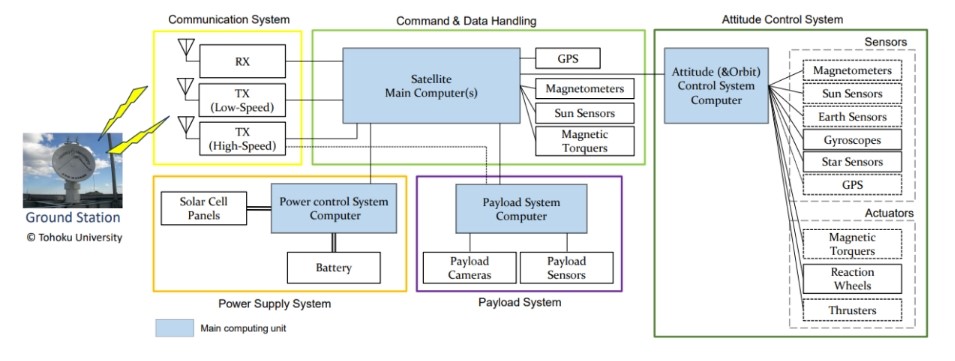 Communication System
Command & Data Handling
Attitude Control System
RX
TX
(Low-Speed)
TX
(High-Speed)
Satellite
Main Computer(s)
GPS
Magnetometers
Sun Sensors
Magnetic
Torquers
Attitude (&Orbit)
Control System
Computer
Sensors
Magnetometers
Sun Sensors
Earth Sensors
Gyroscopes
Star Sensors
GPS
Actuators
Magnetic
Torquers
Reaction
Wheels
Thrusters
Ground Station
© Tohoku University
Solar Cell
Panels
Power control System
Computer
Battery
Power Supply System
Payload System
Computer
Payload
Cameras
Payload
Sensors
Payload System
Main computing unit